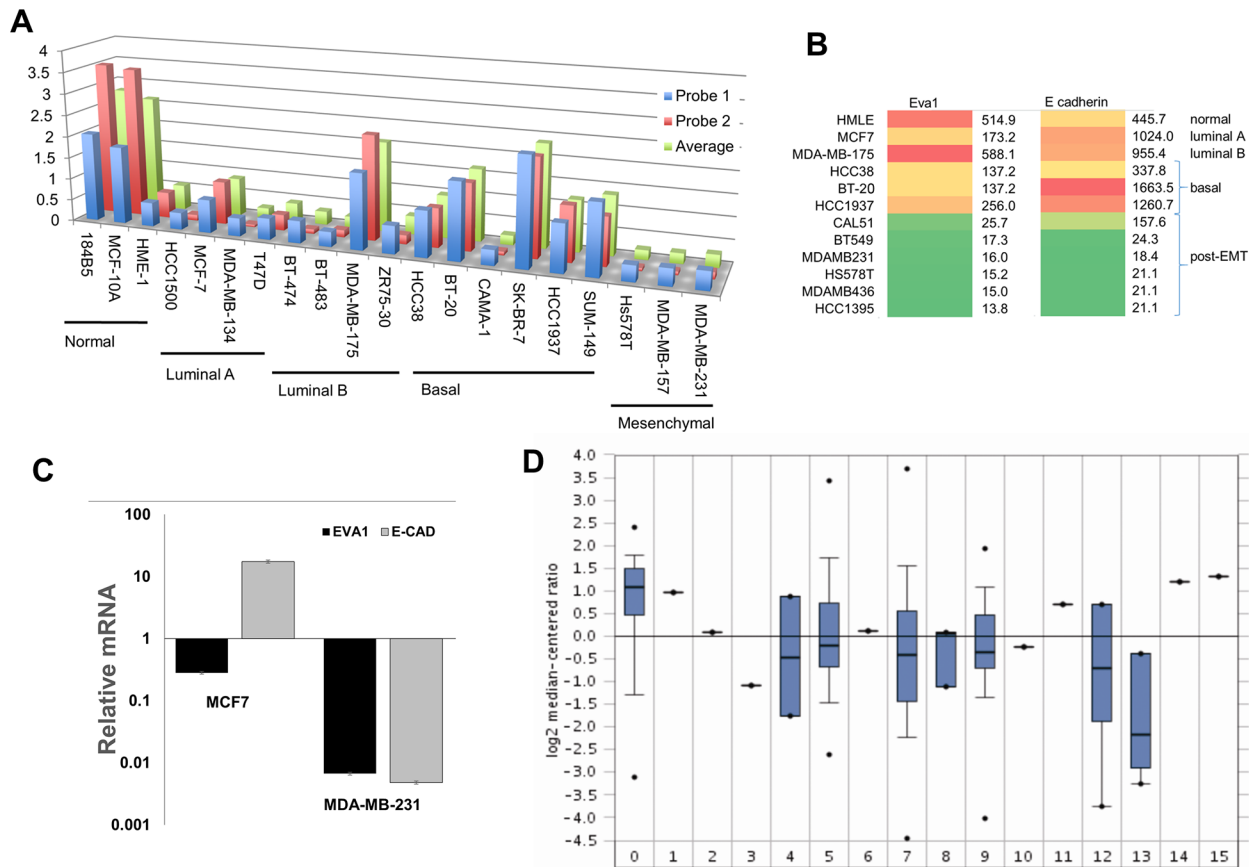 A
4
3.5
3
2.5
2
1.5
1
0.5
0
Probe 1
Probe 2
Average
184B5
MCF-10A
HME-1
HCC1500
MCF-7
MDA-MB-134
T47D
BT-474
BT-483
MDA-MB-175
ZR75-30
HCC38
BT-20
CAMA-1
SK-BR-7
HCC1937
SUM-149
Hs578T
MDA-MB-157
MDA-MB-231
Normal
Luminal A
Luminal B
Basal
Mesenchymal
B
Eva1 E cadherin
HMLE 514.9 445.7 normal
MCF7 173.2 1024.0 luminal A
MDA-MB-175 588.1 955.4 luminal B
HCC38 137.2 337.8
BT-20 137.2 1663.5 basal
HCC1937 256.0 1260.7
CAL51 25.7 157.6
BT549 17.3 24.3
MDAMB231 16.0 18.4 post-EMT
HS578T 15.2 21.1
MDAMB436 15.0 21.1
HCC1395 13.8 21.1
C
Relative mRNA
100
10
1
0.1
0.01
0.001
EVA1 E-CAD
MCF7
MDA-MB-231
D
log2 median-centered ratio
4.0
3.5
3.0
2.5
2.0
1.5
1.0
0.5
0.0
-0.5
-1.0
-1.5
-2.0
-2.5
-3.0
-3.5
-4.0
-4.5
0 1 2 3 4 5 6 7 8 9 10 11 12 13 14 15